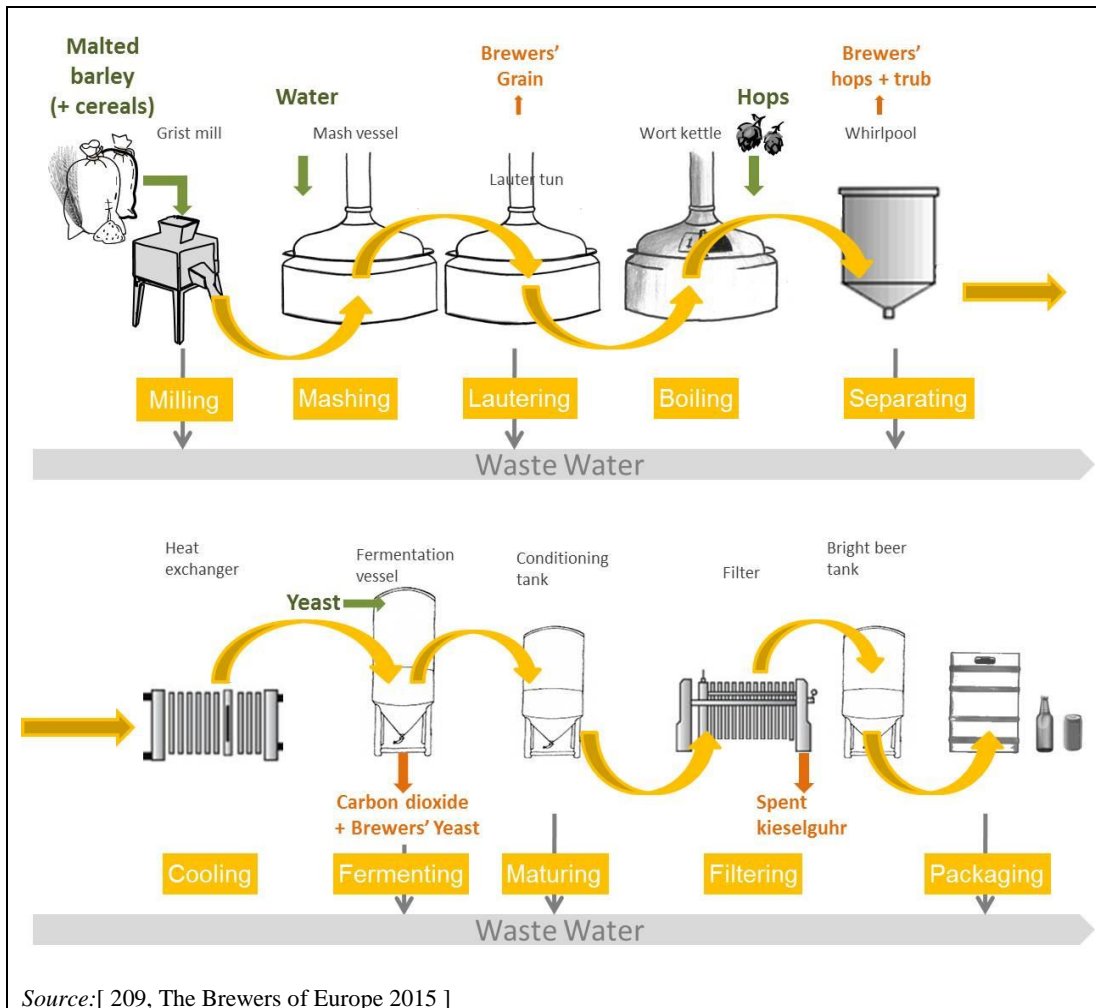 Malted
barley
(+ cereals)
Grist mill
Water
Mash vessel
Brewers'
Grain
Lauter tun
Wort kettle
Hops
Brewers'
hops + trub
Whirlpool
1
Milling
Mashing
Lautering
Boiling
Separating
Waste Water
Heat
exchanger
Fermentation
vessel
Yeast
Conditioning
tank
Filter
Bright beer
tank
Carbon dioxide
+ Brewers' Yeast
Spent
kieselguhr
Cooling
Fermenting
Maturing
Filtering
Packaging
Waste Water
Source:[ 209, The Brewers of Europe 2015 ]